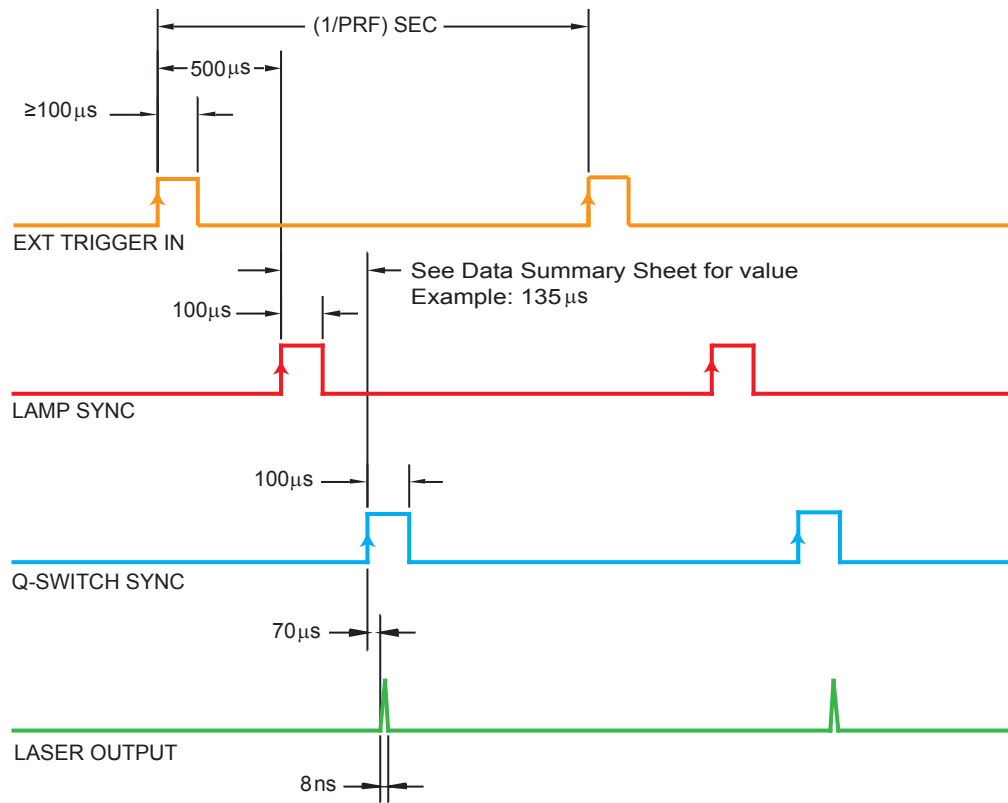 (1/PRF) SEC
500μs
≥100μs
EXT TRIGGER IN
See Data Summary Sheet for value
Example: 135μs
100μs
LAMP SYNC
100μs
Q-SWITCH SYNC
70μs
LASER OUTPUT
8ns